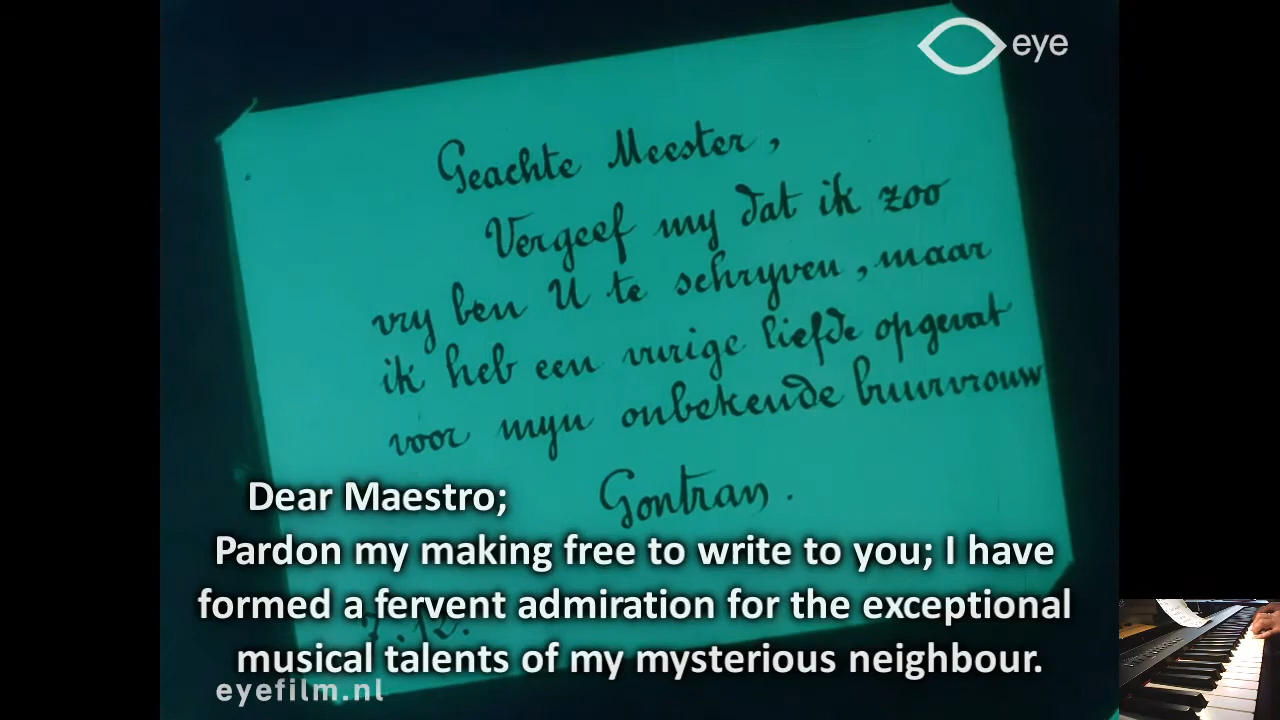 eye
Geachte Meester,
Vergeef my dat ik zoo
vry ben U te schryven, maar
ik heb een vurige liefde opgevat
voor myn onbekende buurvrouw
Gontran.
Dear Maestro;
Pardon my making free to write to you; I have
formed a fervent admiration for the exceptional
musical talents of my mysterious neighbour.
eyefilm.nl